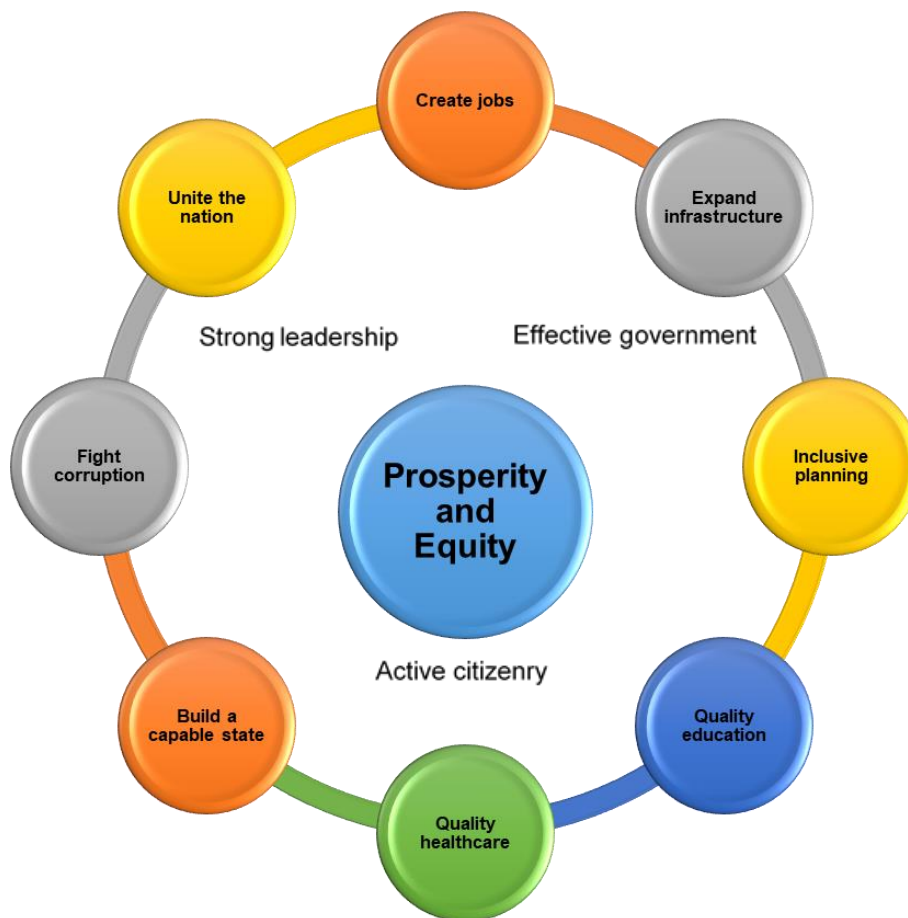 Create jobs
Expand
infrastructure
Inclusive
planning
Quality
education
Quality
healthcare
Build a
capable state
Fight
corruption
Unite the
nation
Strong leadership
Effective government
Prosperity
and
Equity
Active citizenry